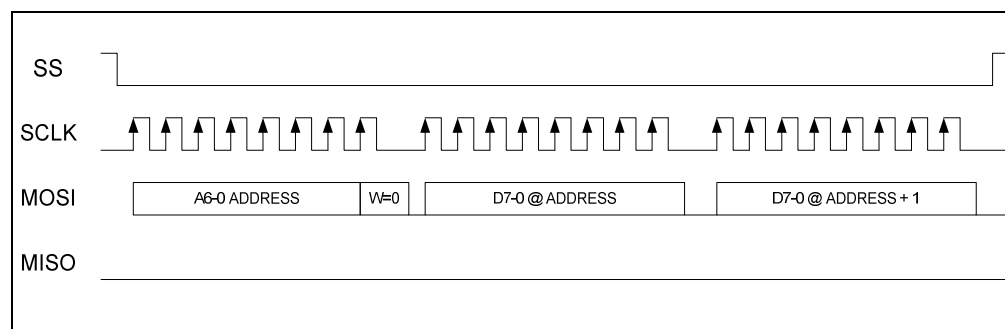 SS
SCLK
MOSI A6-0 ADDRESS W=0 D7-0 @ ADDRESS D7-0 @ ADDRESS + 1
MISO